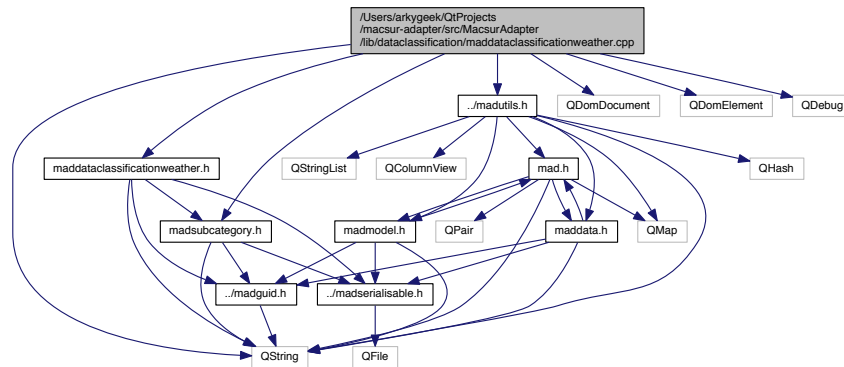 /Users/arkygeek/QtProjects
/macsur-adapter/src/MacsurAdapter
/lib/dataclassification/maddataclassificationweather.cpp
../madutils.h
QDomDocument
QDomElement
QDebug
maddataclassificationweather.h
QStringList
QColumnView
mad.h
QHash
madsubcategory.h
madmodel.h
QPair
maddata.h
QMap
../madguid.h
../madserialisable.h
QString
QFile